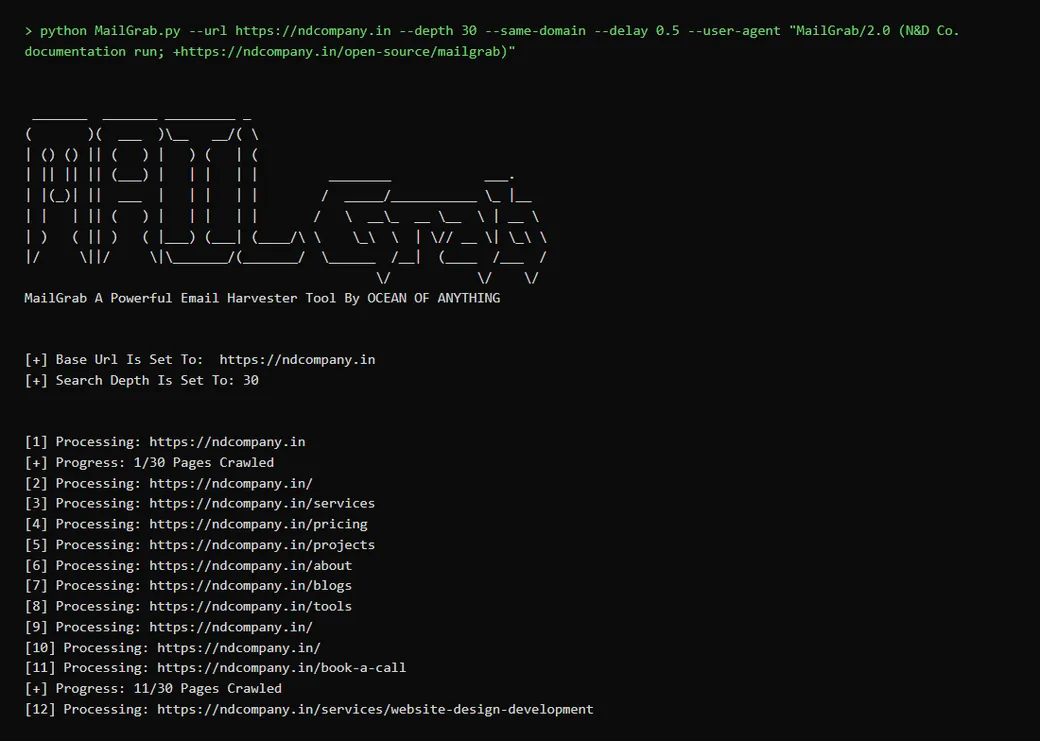 > python MailGrab.py --url https://ndcompany.in --depth 30 --same-domain --delay 0.5 --user-agent "MailGrab/2.0 (N&D Co.
documentation run; +https://ndcompany.in/open-source/mailgrab)"
MAIL Grab
MailGrab A Powerful Email Harvester Tool By OCEAN OF ANYTHING
[+] Base Url Is Set To:  https://ndcompany.in
[+] Search Depth Is Set To: 30
[1] Processing: https://ndcompany.in
[+] Progress: 1/30 Pages Crawled
[2] Processing: https://ndcompany.in/
[3] Processing: https://ndcompany.in/services
[4] Processing: https://ndcompany.in/pricing
[5] Processing: https://ndcompany.in/projects
[6] Processing: https://ndcompany.in/about
[7] Processing: https://ndcompany.in/blogs
[8] Processing: https://ndcompany.in/tools
[9] Processing: https://ndcompany.in/
[10] Processing: https://ndcompany.in/
[11] Processing: https://ndcompany.in/book-a-call
[+] Progress: 11/30 Pages Crawled
[12] Processing: https://ndcompany.in/services/website-design-development